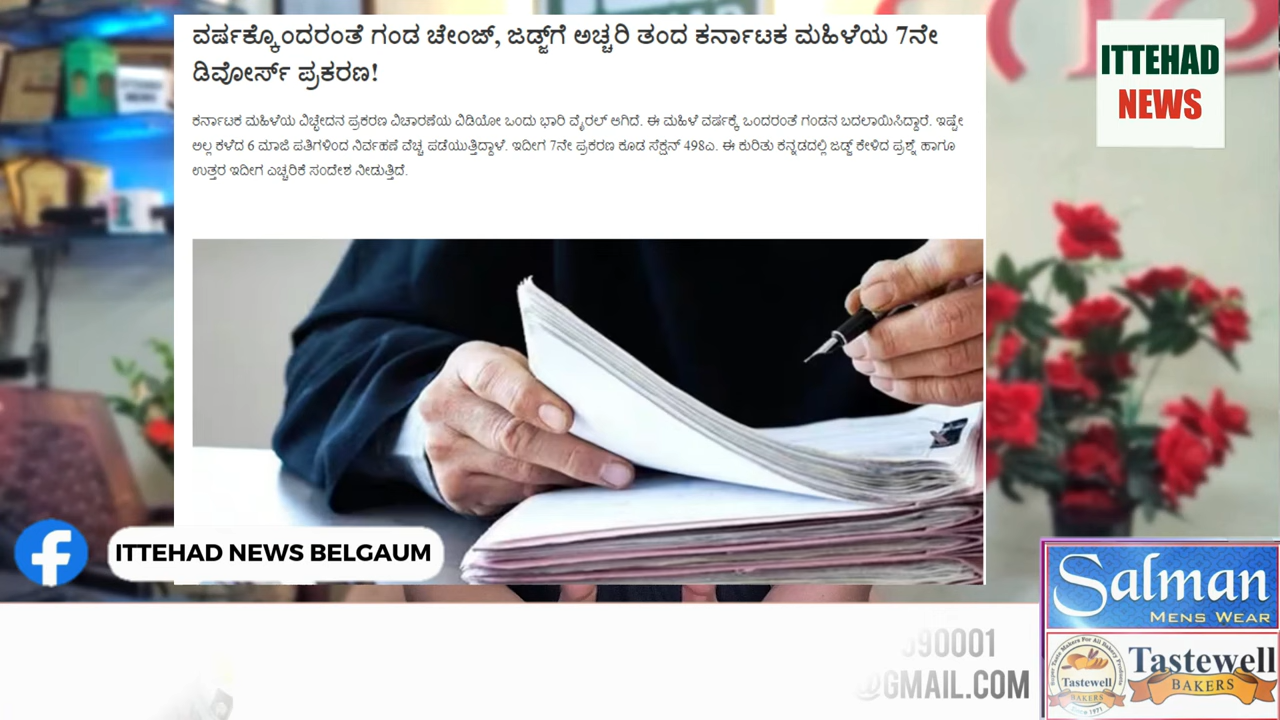 ವರ್ಷಕ್ಕೊಂದರಂತೆ ಗಂಡ ಚೇಂಜ್, ಜಿಡ್ಜ್‌ಗೆ ಅಚ್ಚರಿ ತಂದ ಕರ್ನಾಟಕ ಮಹಿಳೆಯ 7ನೇ
ಡಿವೋರ್ಸ್ ಪ್ರಕರಣ!
ಕರ್ನಾಟಕ ಮಹಿಳೆಯ ವಿಚ್ಚೇದನ ಪ್ರಕರಣ ವಿಚಾರಣೆಯ ವಿಡಿಯೋ ಒಂದು ಭಾರಿ ವೈರಲ್ ಆಗಿದೆ. ಈ ಮಹಿಳೆ ವರ್ಷಕ್ಕೆ ಒಂದರಂತೆ ಗಂಡನ ಬದಲಾಯಿಸಿದ್ದಾರೆ. ಇಷ್ಟೇ
ಅಲ್ಲ ಕಳೆದ 6 ಮಾಜಿ ಪತಿಗಳಿಂದ ನಿರ್ವಹಣೆ ವೆಚ್ಚ ಪಡೆಯುತ್ತಿದ್ದಾಳೆ. ಇದೀಗ 7ನೇ ಪ್ರಕರಣ ಕೂಡ ಸೆಕ್ಷನ್ 498ಎ. ಈ ಕುರಿತು ಕನ್ನಡದಲ್ಲಿ ಜಡ್ಜ್ ಕೇಳಿದ ಪ್ರಶ್ನೆ ಹಾಗೂ
ಉತ್ತರ ಇದೀಗ ಎಚ್ಚರಿಕೆ ಸಂದೇಶ ನೀಡುತ್ತಿದೆ.
ITTEHAD
NEWS
ITTEHAD NEWS BELGAUM
Salman
MENS WEAR
590001
@GMAIL.COM
Tastewell
BAKERS
Tastewell
BAKERS
Since 1971